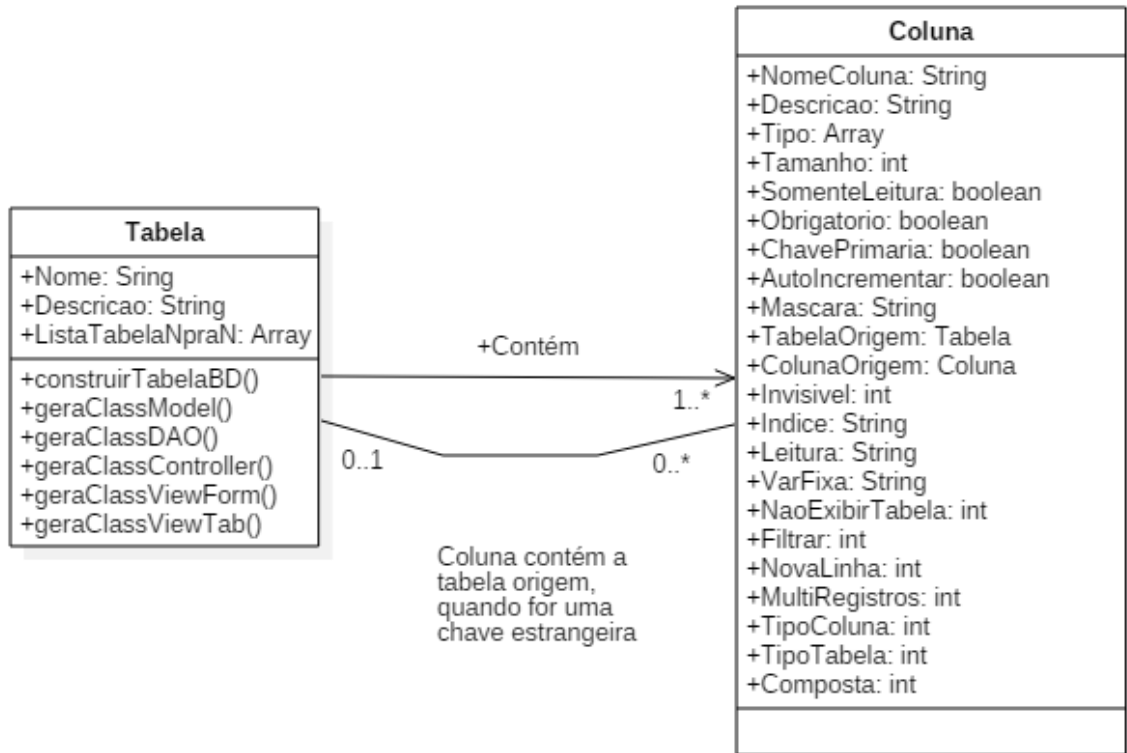 Tabela
+Nome: Sring
+Descricao: String
+ListaTabelaNpraN: Array
+construirTabelaBD()
+geraClassModel()
+geraClassDAO()
+geraClassController()
+geraClassViewForm()
+geraClassViewTab()
+Contém
1..*
0..1
0..*
Coluna contém a
tabela origem,
quando for uma
chave estrangeira
Coluna
+NomeColuna: String
+Descricao: String
+Tipo: Array
+Tamanho: int
+SomenteLeitura: boolean
+Obrigatorio: boolean
+ChavePrimaria: boolean
+AutoIncrementar: boolean
+Mascara: String
+TabelaOrigem: Tabela
+ColunaOrigem: Coluna
+Invisivel: int
+Indice: String
+Leitura: String
+VarFixa: String
+NaoExibirTabela: int
+Filtrar: int
+NovaLinha: int
+MultiRegistros: int
+TipoColuna: int
+TipoTabela: int
+Composta: int